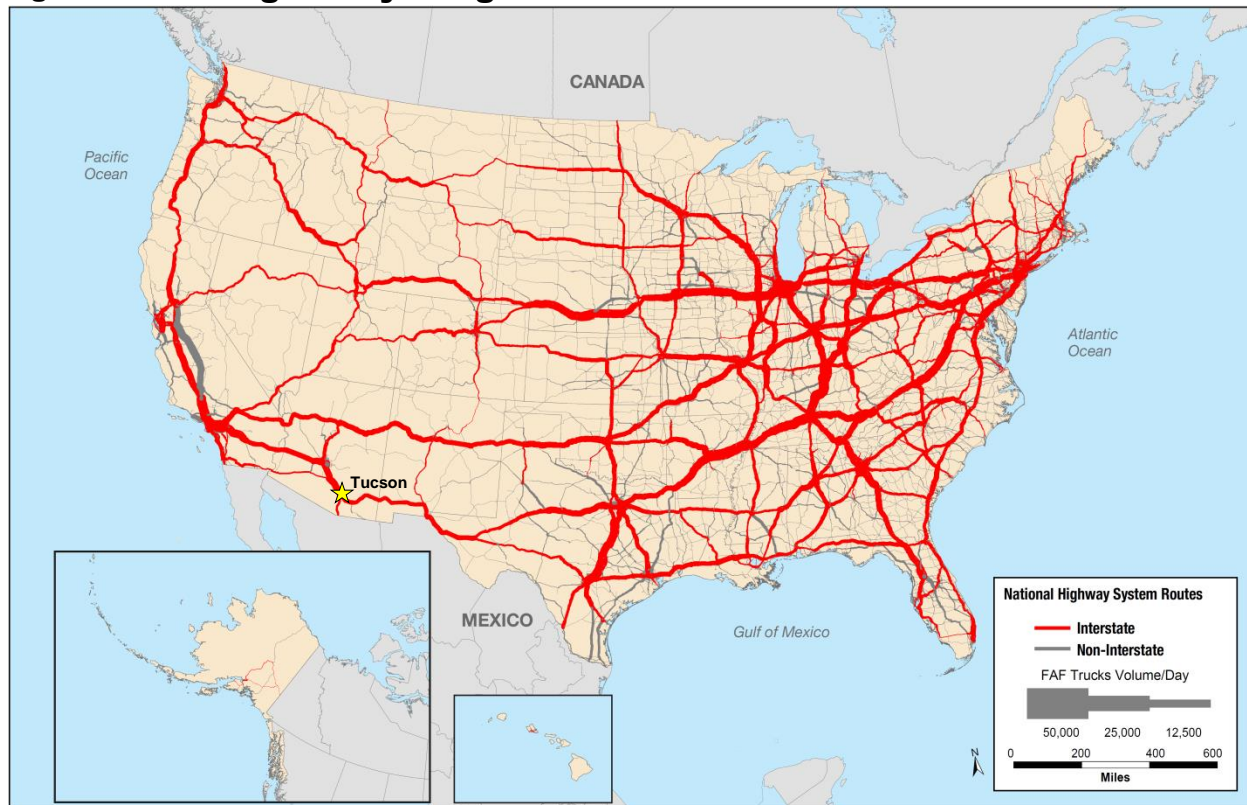 CANADA
Pacific
Ocean
Atlantic
Ocean
Tucson
MEXICO
Gulf of Mexico
National Highway System Routes
Interstate
Non-Interstate
FAF Trucks Volume/Day
50,000 25,000 12,500
0 200 400 600
Miles
N